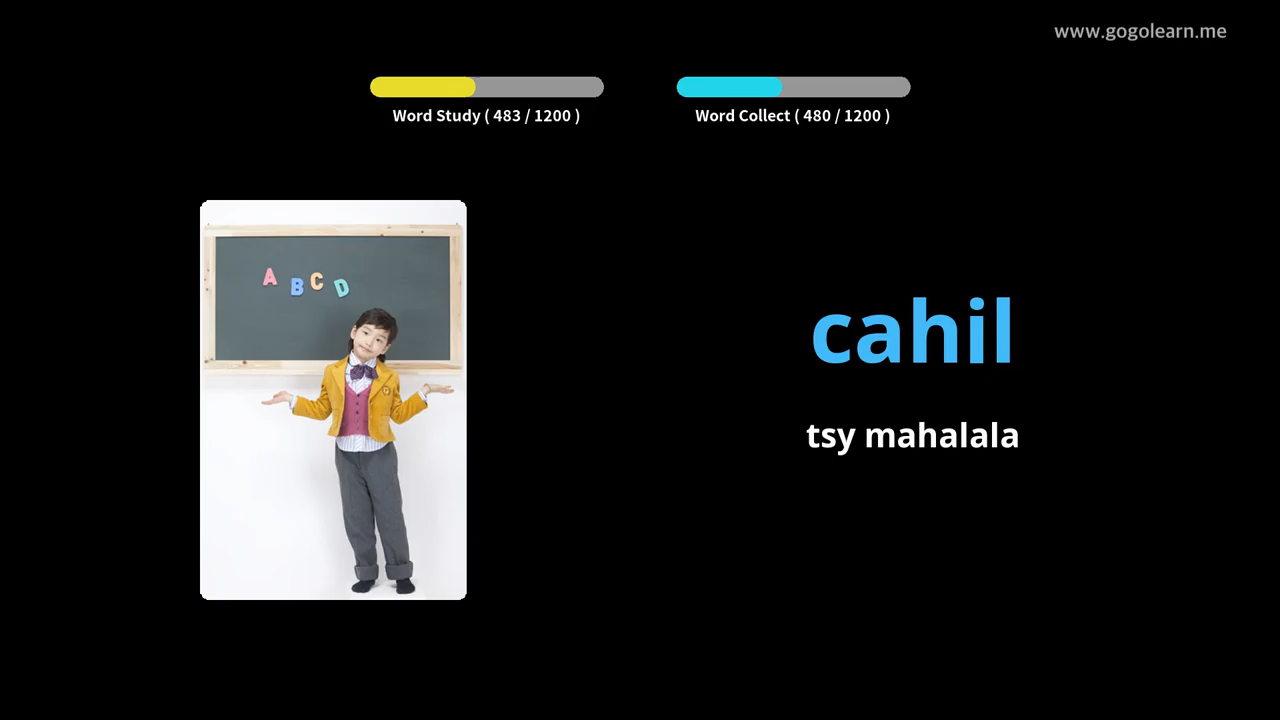 www.gogolearn.me
Word Study ( 483 / 1200 )
Word Collect ( 480 / 1200 )
A B C D
cahil
tsy mahalala